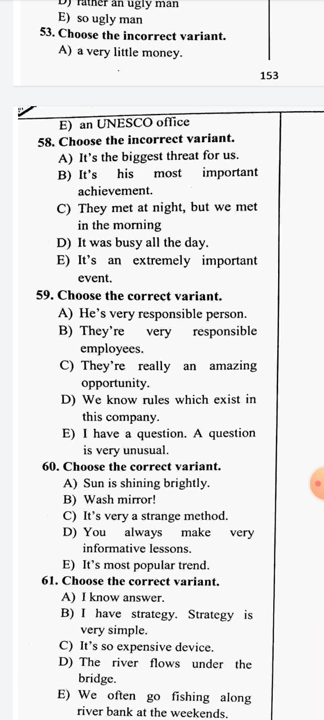 D) rather an ugly man
E) so ugly man
53. Choose the incorrect variant.
A) a very little money.
153
E) an UNESCO office
58. Choose the incorrect variant.
A) It's the biggest threat for us.
B) It's his most important
achievement.
C) They met at night, but we met
in the morning
D) It was busy all the day.
E) It's an extremely important
event.
59. Choose the correct variant.
A) He's very responsible person.
B) They're very responsible
employees.
C) They're really an amazing
opportunity.
D) We know rules which exist in
this company.
E) I have a question. A question
is very unusual.
60. Choose the correct variant.
A) Sun is shining brightly.
B) Wash mirror!
C) It's very a strange method.
D) You always make very
informative lessons.
E) It's most popular trend.
61. Choose the correct variant.
A) I know answer.
B) I have strategy. Strategy is
very simple.
C) It's so expensive device.
D) The river flows under the
bridge.
E) We often go fishing along
river bank at the weekends.